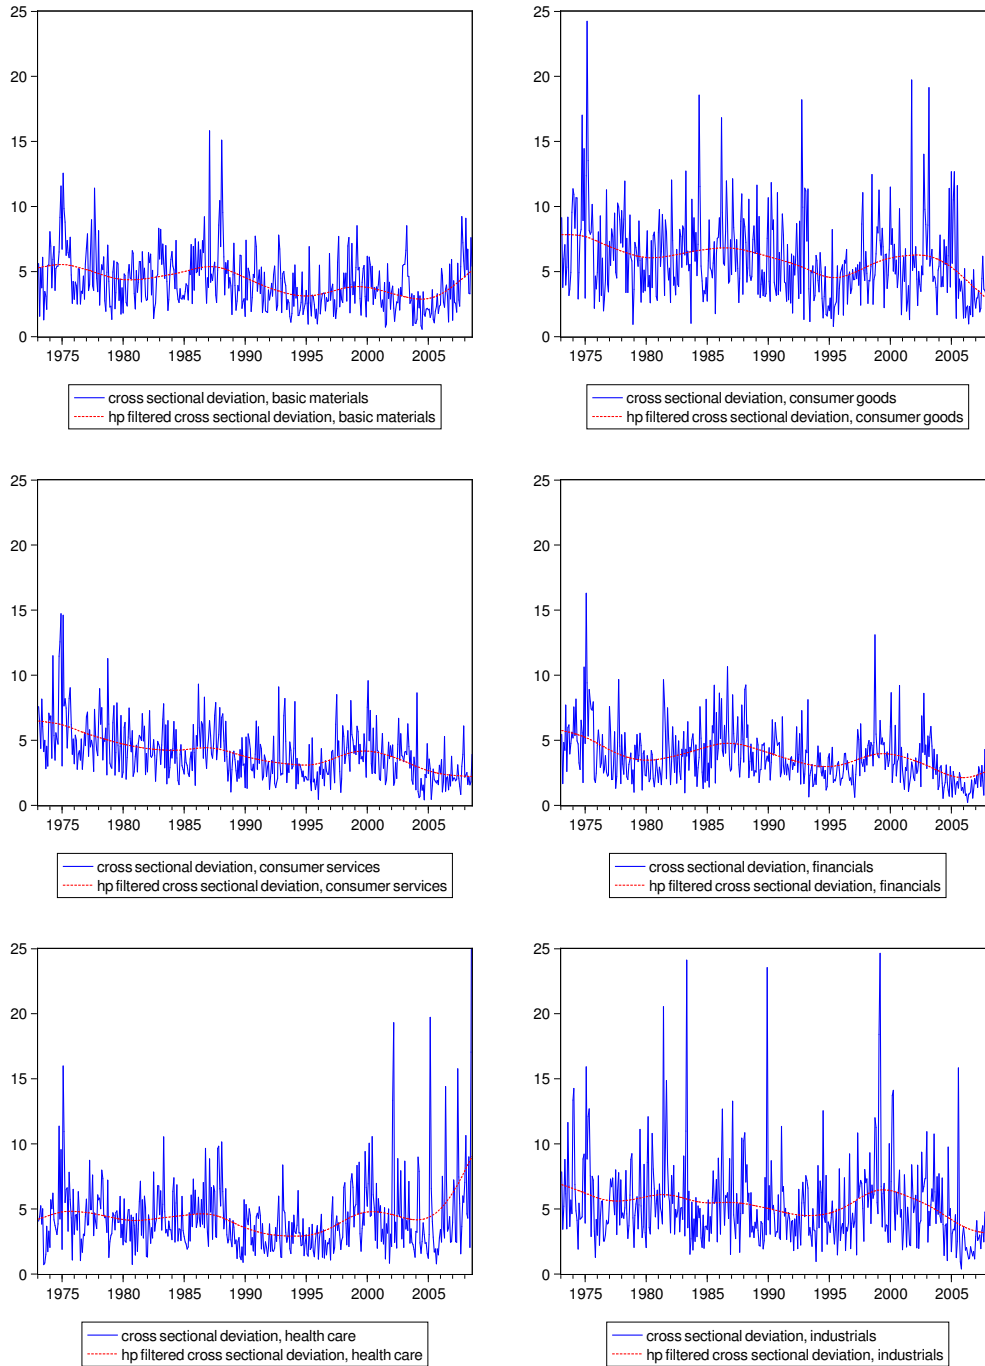 25
20
15
10
5
0
1975 1980 1985 1990 1995 2000 2005
cross sectional deviation, basic materials
hp filtered cross sectional deviation, basic materials
25
20
15
10
5
0
1975 1980 1985 1990 1995 2000 2005
cross sectional deviation, consumer goods
hp filtered cross sectional deviation, consumer goods
25
20
15
10
5
0
1975 1980 1985 1990 1995 2000 2005
cross sectional deviation, consumer services
hp filtered cross sectional deviation, consumer services
25
20
15
10
5
0
1975 1980 1985 1990 1995 2000 2005
cross sectional deviation, financials
hp filtered cross sectional deviation, financials
25
20
15
10
5
0
1975 1980 1985 1990 1995 2000 2005
cross sectional deviation, health care
hp filtered cross sectional deviation, health care
25
20
15
10
5
0
1975 1980 1985 1990 1995 2000 2005
cross sectional deviation, industrials
hp filtered cross sectional deviation, industrials